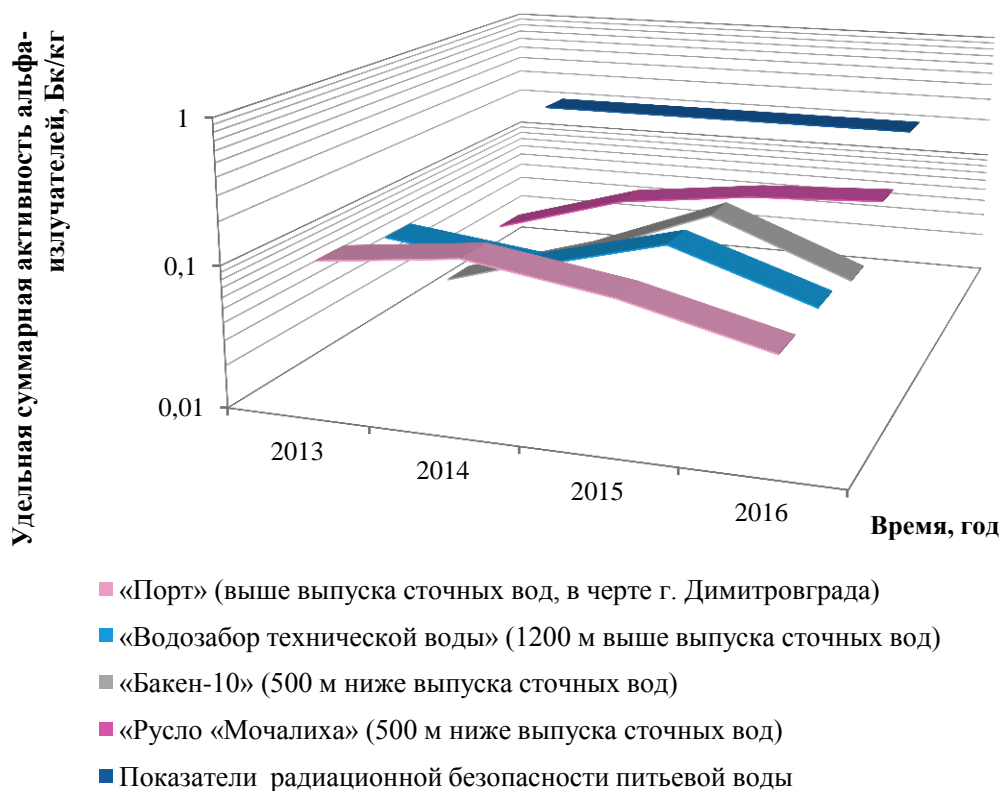 Удельная суммарная активность альфа-
излучателей, Бк/кг
1
0,1
0,01
2013
2014
2015
2016
Время, год
«Порт» (выше выпуска сточных вод, в черте г. Димитровграда)
«Водозабор технической воды» (1200 м выше выпуска сточных вод)
«Бакен-10» (500 м ниже выпуска сточных вод)
«Русло «Мочалиха» (500 м ниже выпуска сточных вод)
Показатели радиационной безопасности питьевой воды